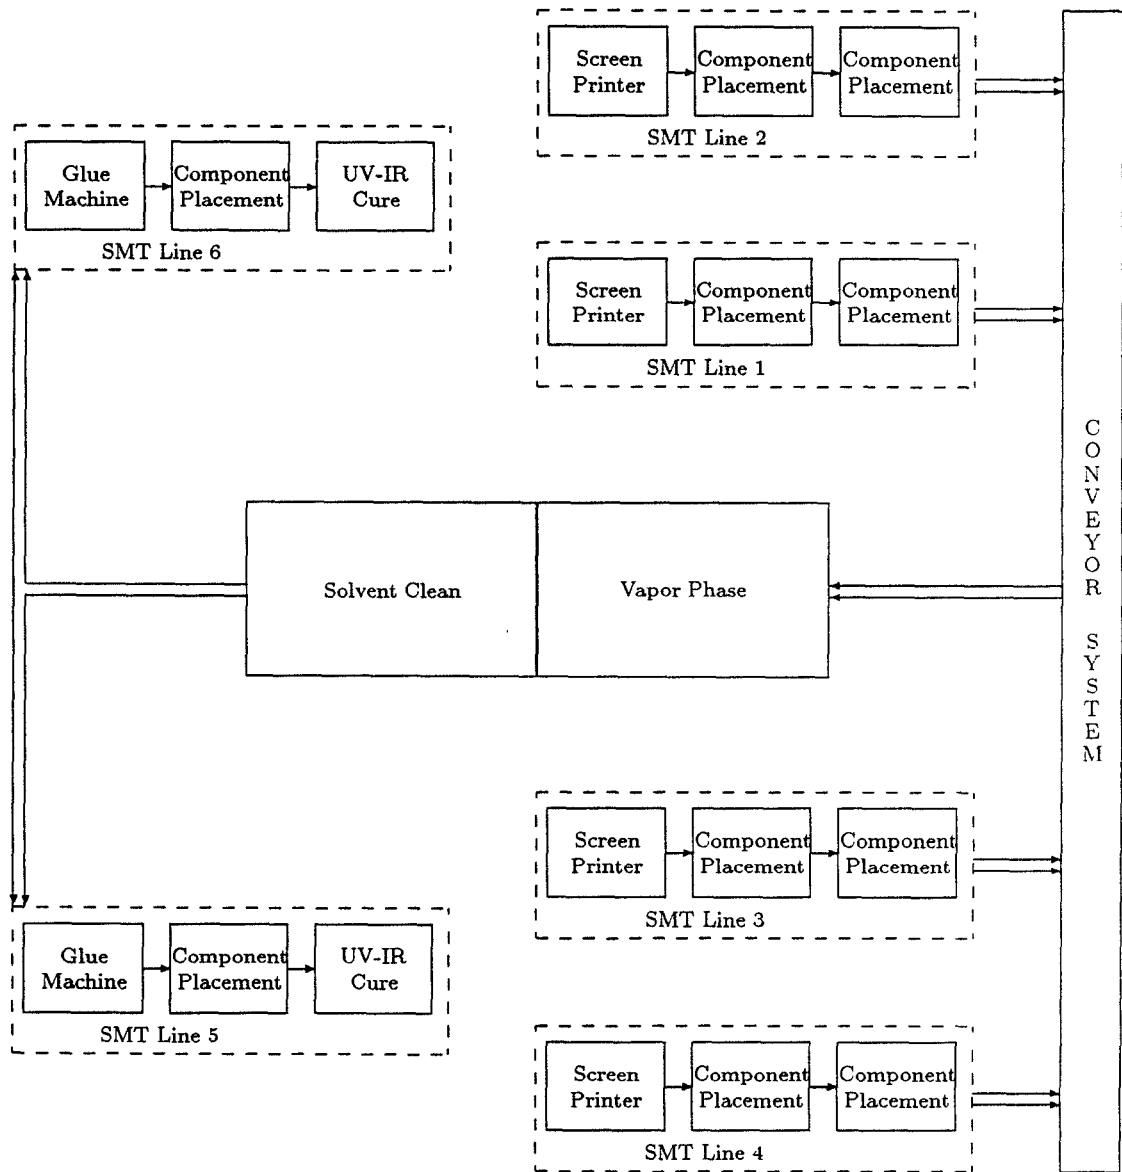 Screen
Printer
Component
Placement
Component
Placement
SMT Line 2
Glue
Machine
Component
Placement
UV-IR
Cure
SMT Line 6
Screen
Printer
Component
Placement
Component
Placement
SMT Line 1
Solvent Clean
Vapor Phase
CONVEYOR SYSTEM
Screen
Printer
Component
Placement
Component
Placement
SMT Line 3
Glue
Machine
Component
Placement
UV-IR
Cure
SMT Line 5
Screen
Printer
Component
Placement
Component
Placement
SMT Line 4